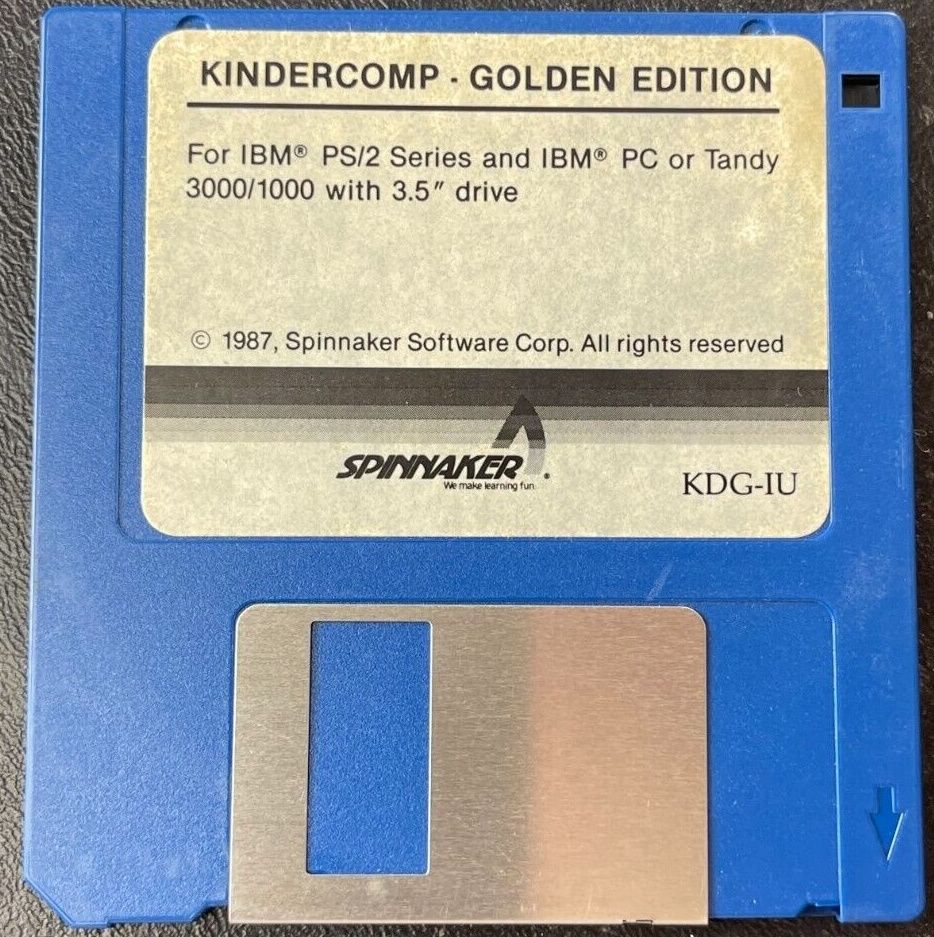 KINDERCOMP · GOLDEN EDITION
For IBM® PS/2 Series and IBM® PC or Tandy
3000/1000 with 3.5" drive
© 1987, Spinnaker Software Corp. All rights reserved
SPINNAKER®
We make learning fun.
KDG-IU